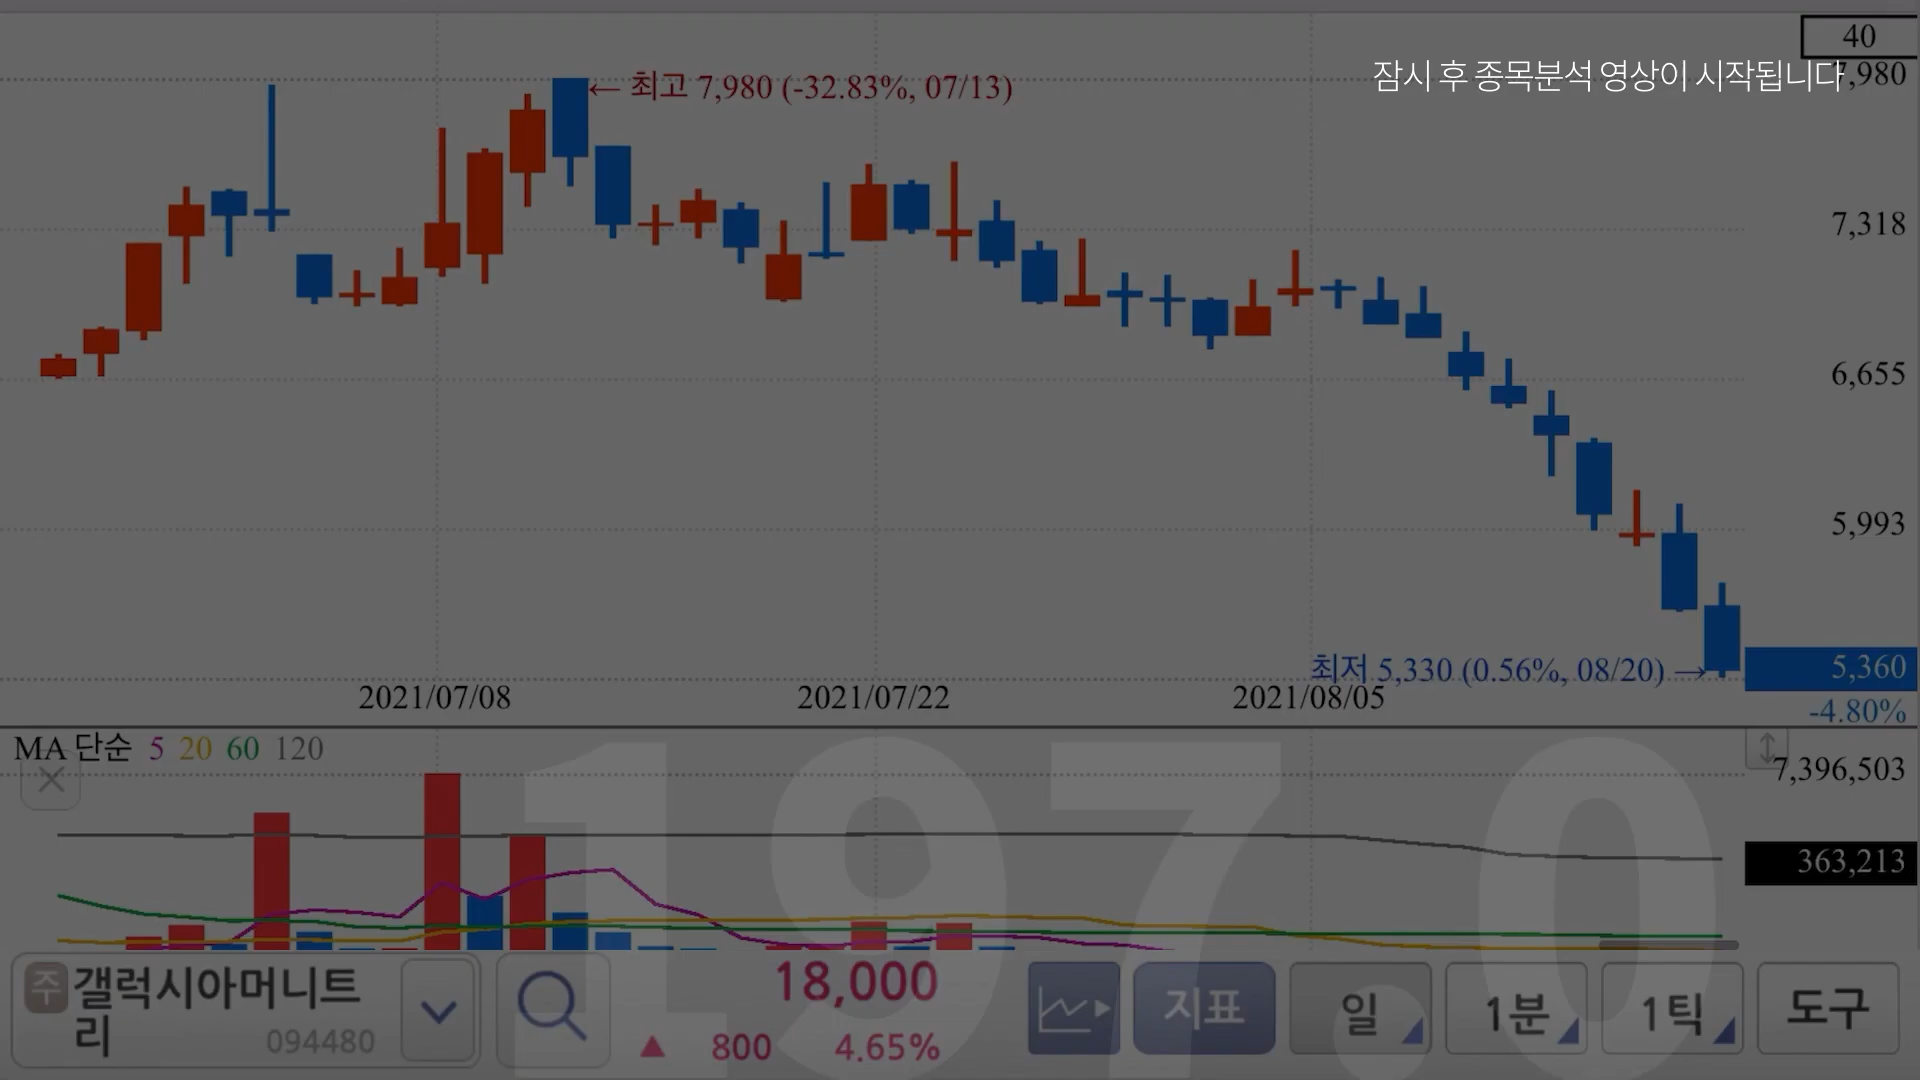 40
잠시 후 종목분석 영상이 시작됩니다
7,980
← 최고 7,980 (-32.83%, 07/13)
7,318
6,655
5,993
최저 5,330 (0.56%, 08/20) →
5,360
-4.80%
2021/07/08
2021/07/22
2021/08/05
MA 단순 5 20 60 120
7,396,503
363,213
197.0
주 갤럭시아머니트
리
094480
18,000
▲ 800 4.65%
지표
일
1분
1틱
도구